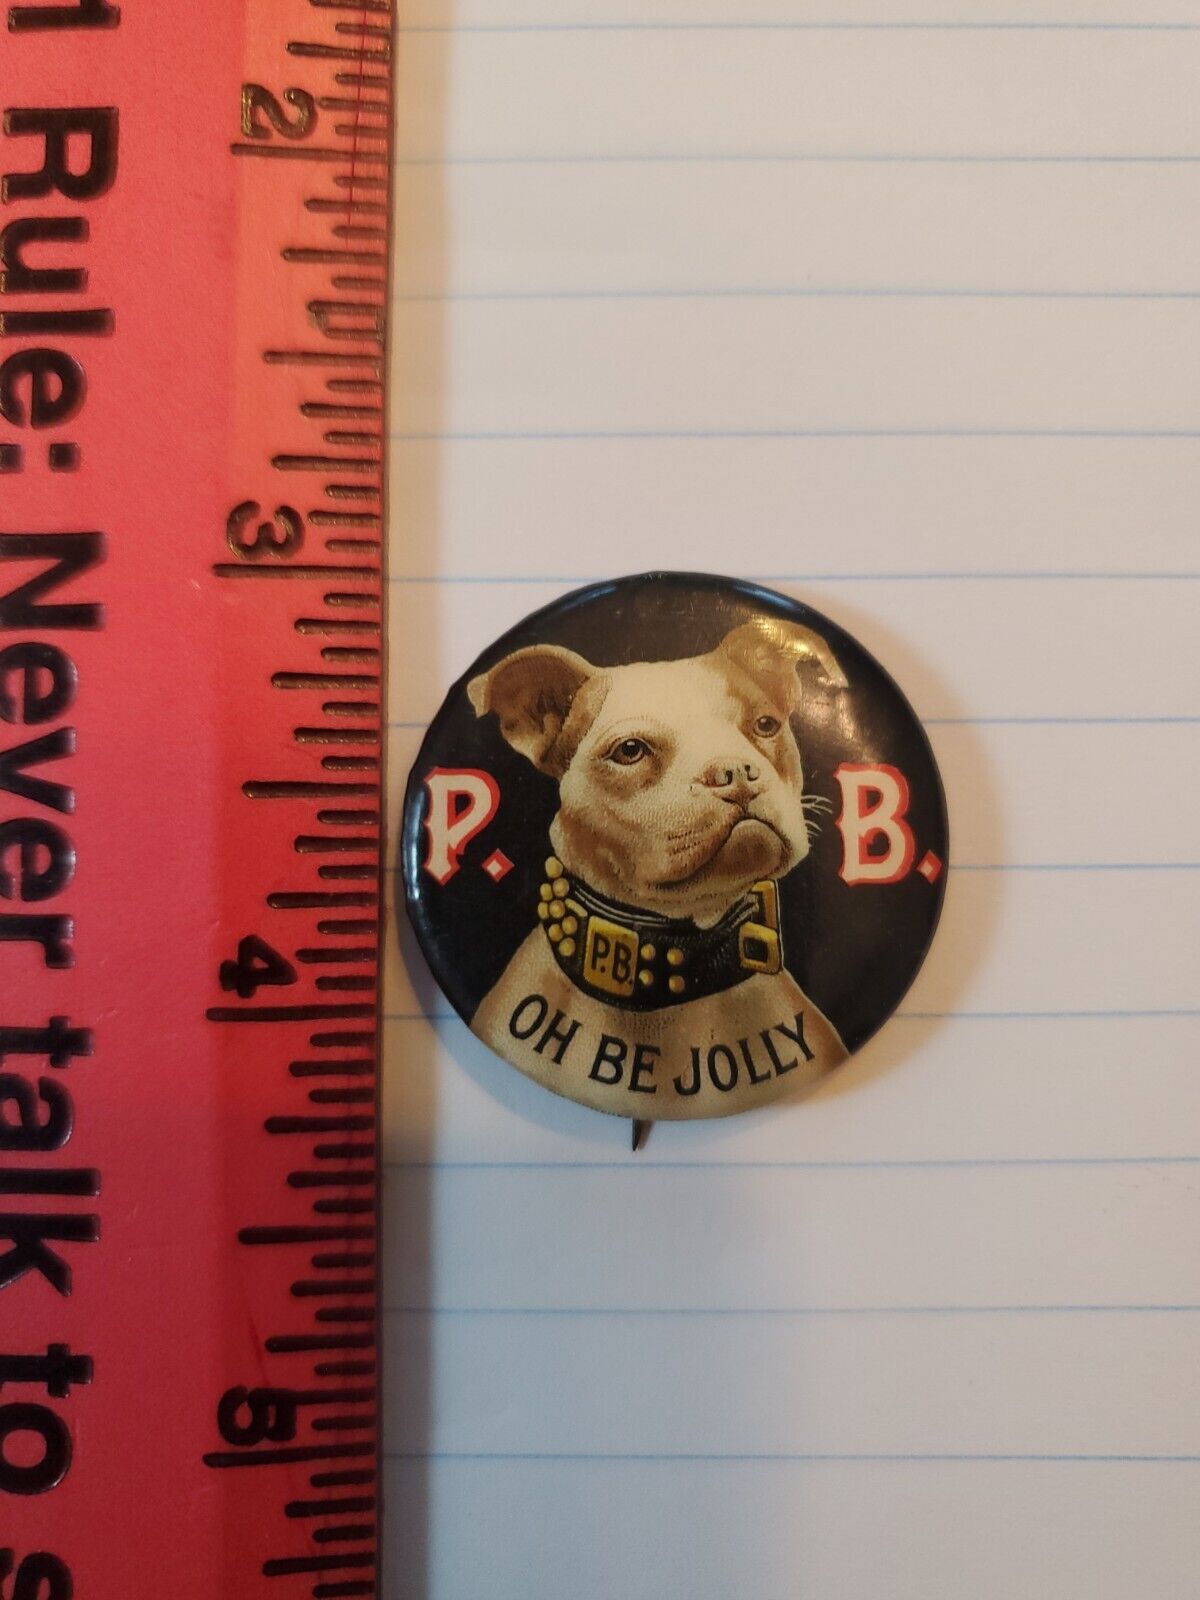 1 Rule: Never talk to s
2
3
4
5
P. B.
P.B.
OH BE JOLLY